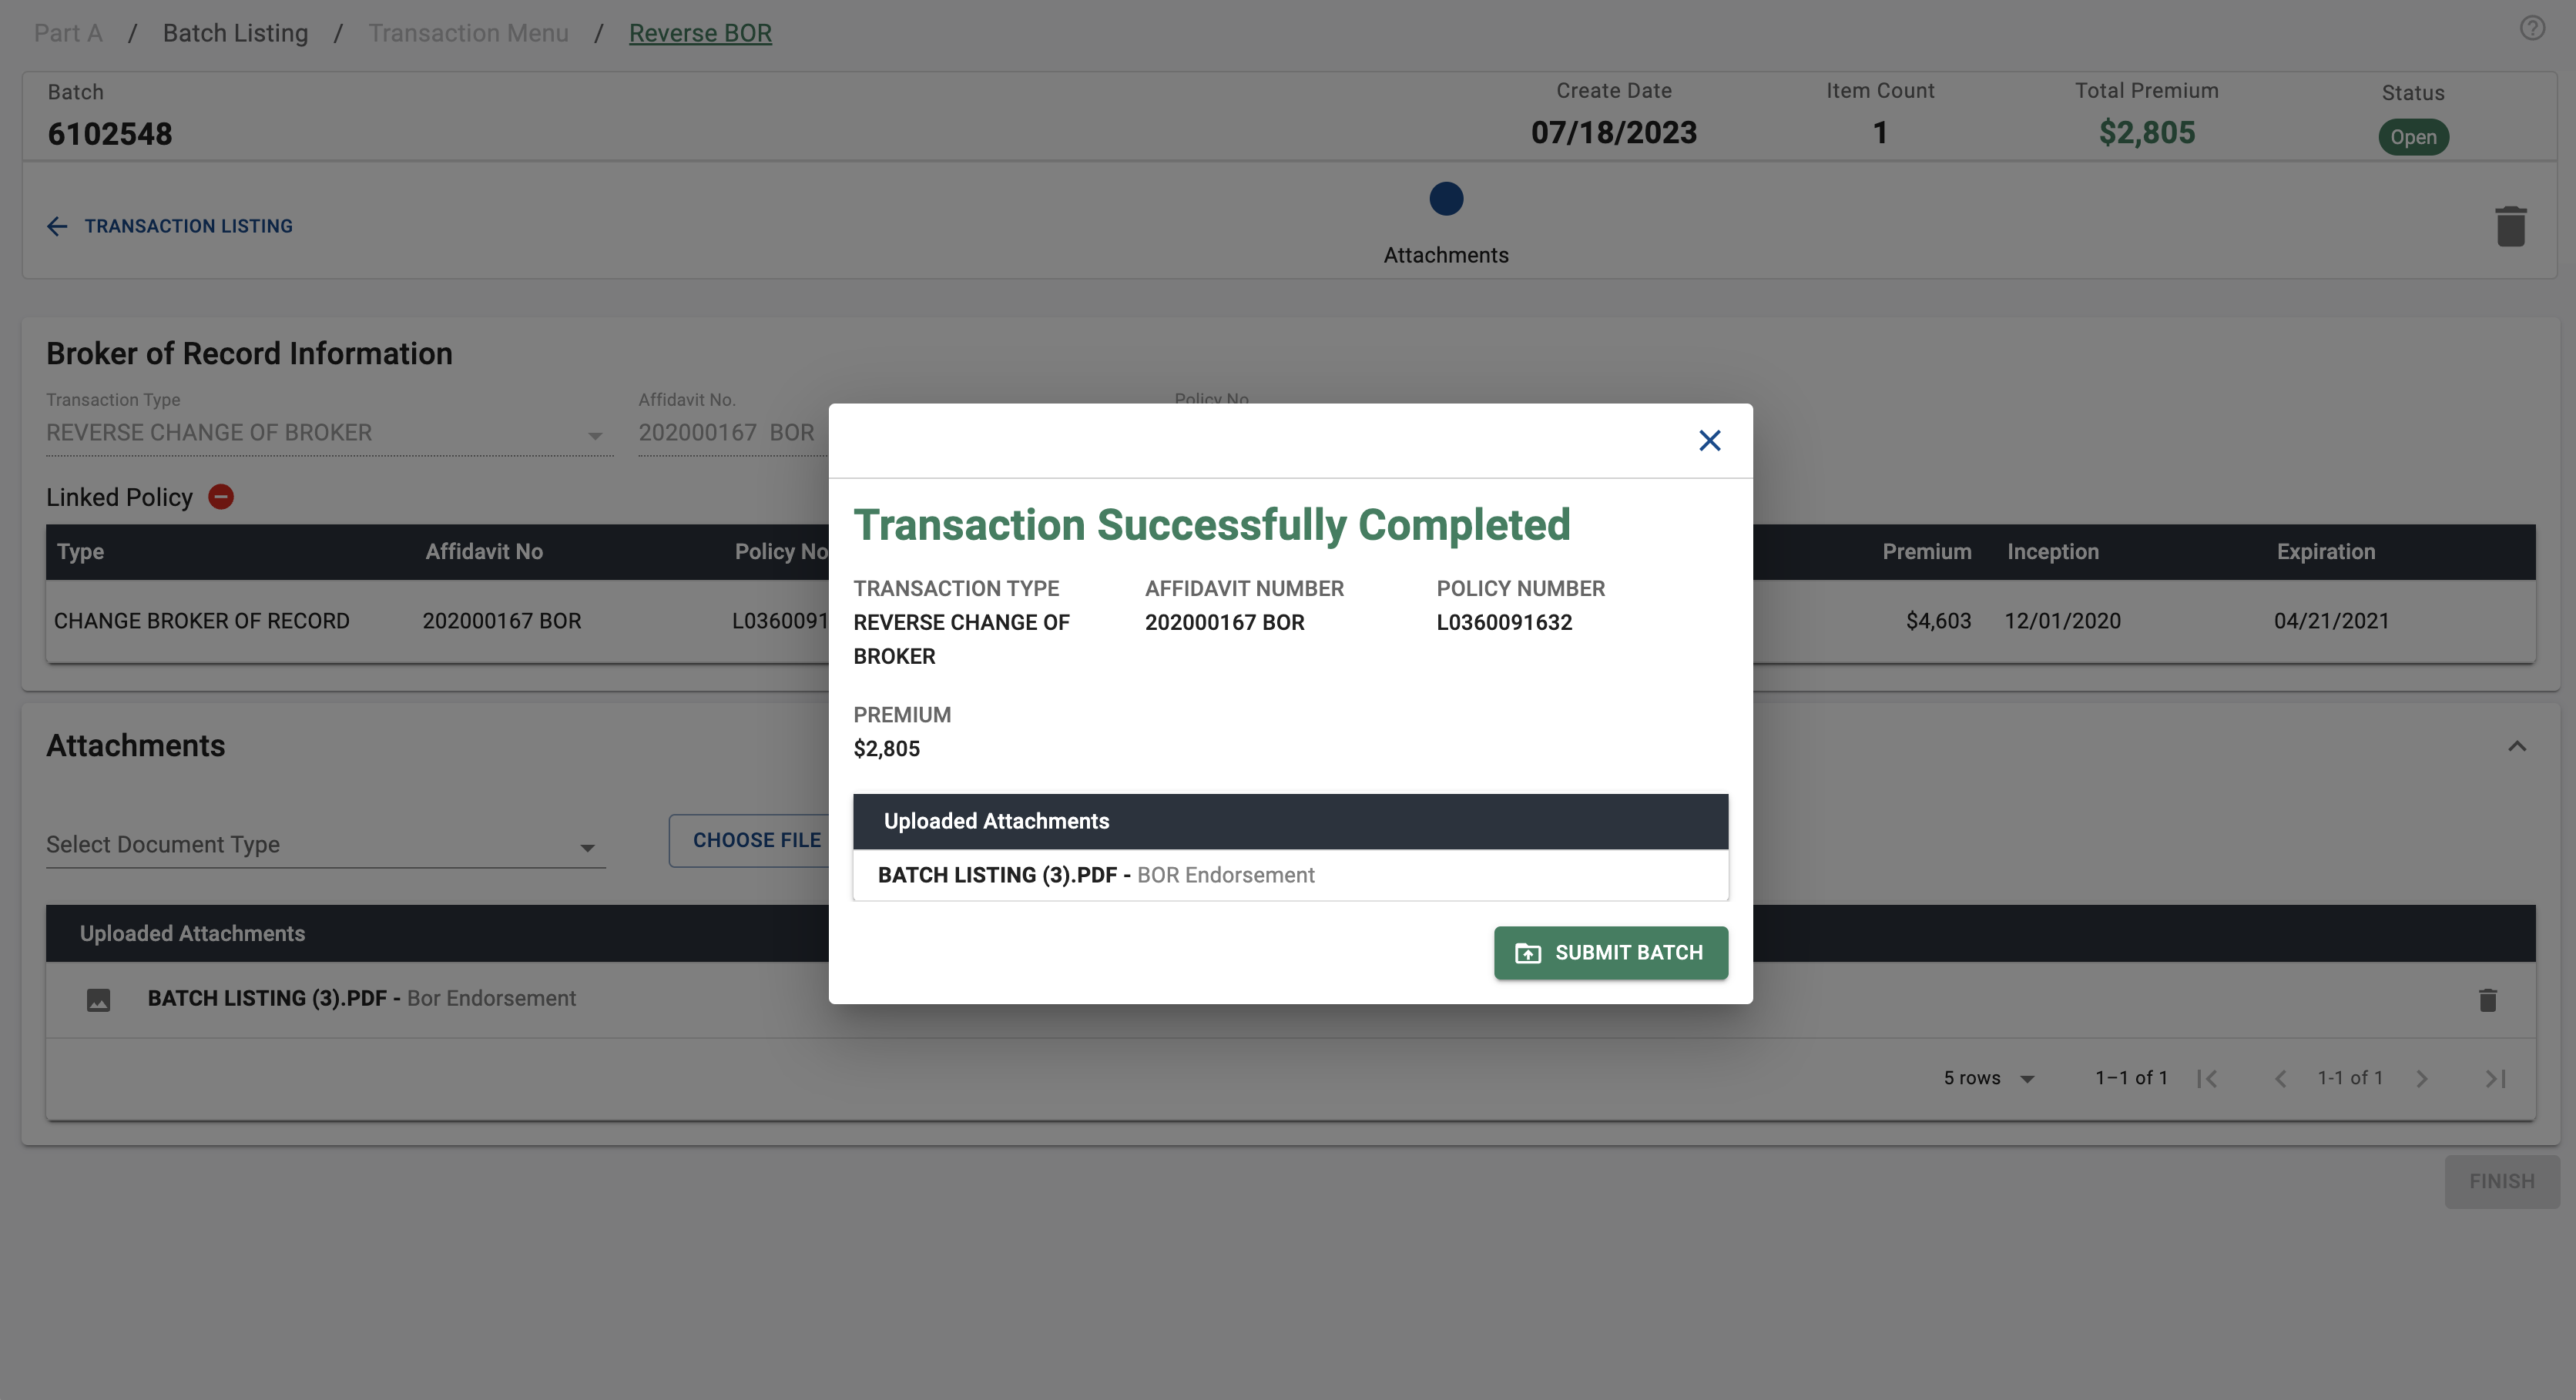 Part A / Batch Listing / Transaction Menu / Reverse BOR
Batch
6102548
Create Date
07/18/2023
Item Count
1
Total Premium
$2,805
Status
Open
TRANSACTION LISTING
Attachments
Broker of Record Information
Transaction Type
REVERSE CHANGE OF BROKER
Affidavit No.
202000167 BOR
Policy No
Linked Policy
Type Affidavit No Policy No Premium Inception Expiration
CHANGE BROKER OF RECORD 202000167 BOR L0360091 $4,603 12/01/2020 04/21/2021
Attachments
Select Document Type
CHOOSE FILE
Uploaded Attachments
BATCH LISTING (3).PDF - Bor Endorsement
5 rows 1–1 of 1 1-1 of 1
FINISH
Transaction Successfully Completed
TRANSACTION TYPE
REVERSE CHANGE OF
BROKER
AFFIDAVIT NUMBER
202000167 BOR
POLICY NUMBER
L0360091632
PREMIUM
$2,805
Uploaded Attachments
BATCH LISTING (3).PDF - BOR Endorsement
SUBMIT BATCH